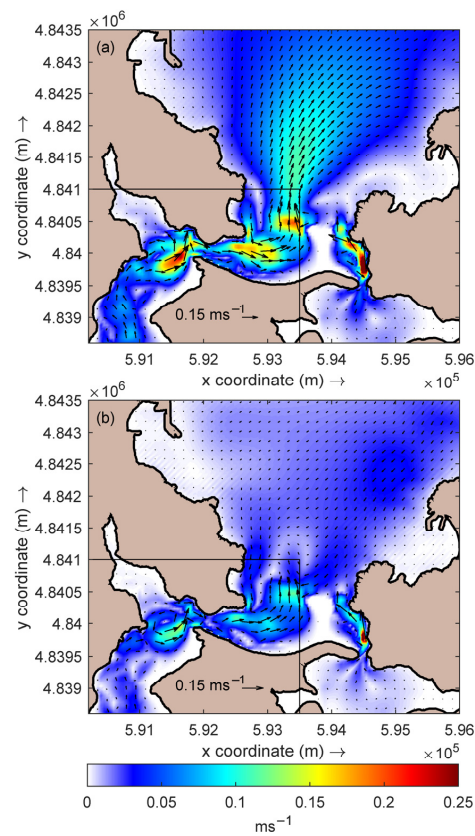 × 10⁶
4.8435
(a)
4.843
4.8425
4.842
4.8415
4.841
4.8405
4.84
4.8395
4.839
y coordinate (m) →
0.15 ms⁻¹ →
5.91 5.92 5.93 5.94 5.95 5.96
x coordinate (m) → × 10⁵
× 10⁶
4.8435
(b)
4.843
4.8425
4.842
4.8415
4.841
4.8405
4.84
4.8395
4.839
y coordinate (m) →
0.15 ms⁻¹ →
5.91 5.92 5.93 5.94 5.95 5.96
x coordinate (m) → × 10⁵
0 0.05 0.1 0.15 0.2 0.25
ms⁻¹